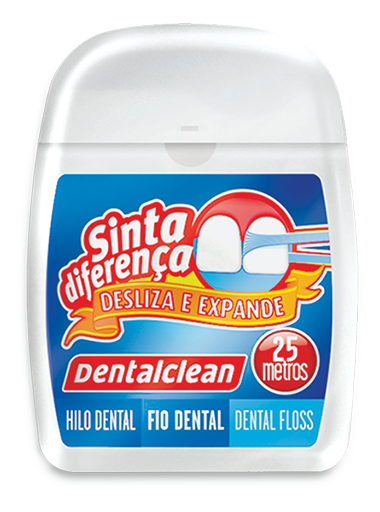 Sinta
diferença
DESLIZA E EXPANDE
Dentalclean
25
metros
HILO DENTAL FIO DENTAL DENTAL FLOSS